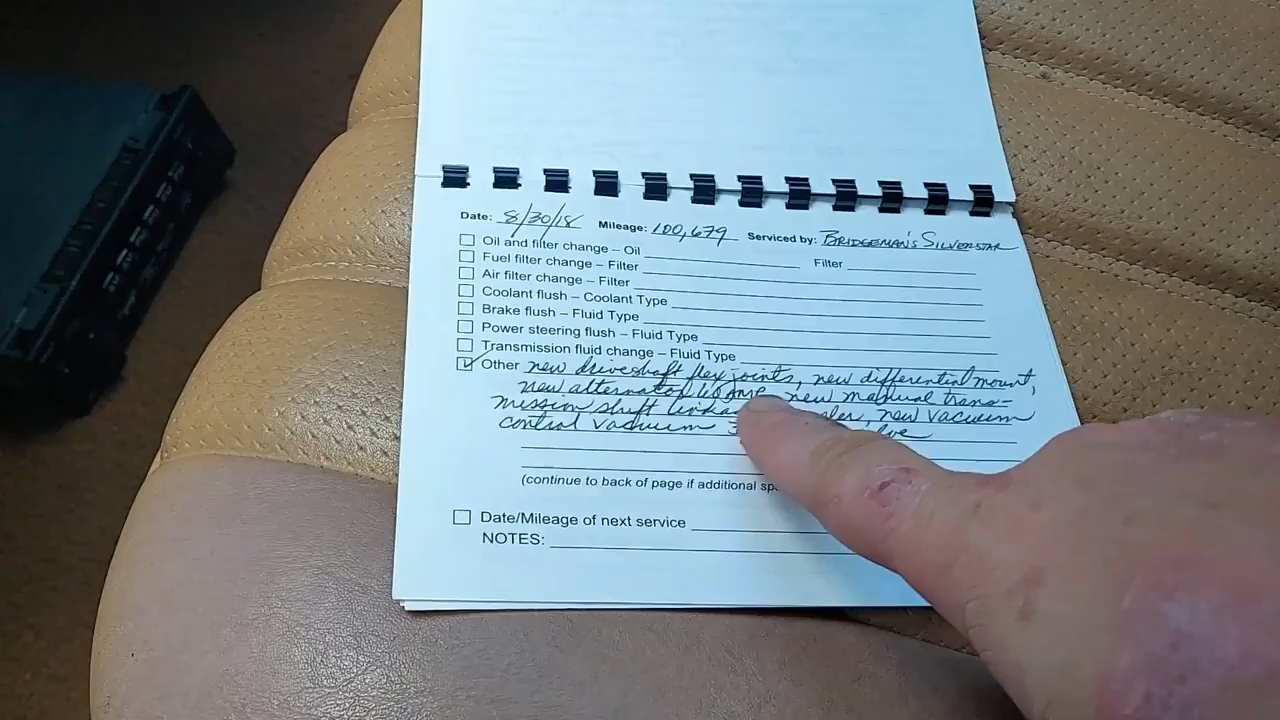 Date: 8/30/18 Mileage: 100,679 Serviced by: BRIDGEMAN'S SILVERSTAR
Oil and filter change – Oil Filter
Fuel filter change – Filter
Air filter change – Filter
Coolant flush – Coolant Type
Brake flush – Fluid Type
Power steering flush – Fluid Type
Transmission fluid change – Fluid Type
Other new driveshaft flex joints, new differential mount,
new alternator amp, new manual trans-
mission shift new vacuum
control vacuum
(continue to back of page if additional
Date/Mileage of next service
NOTES: